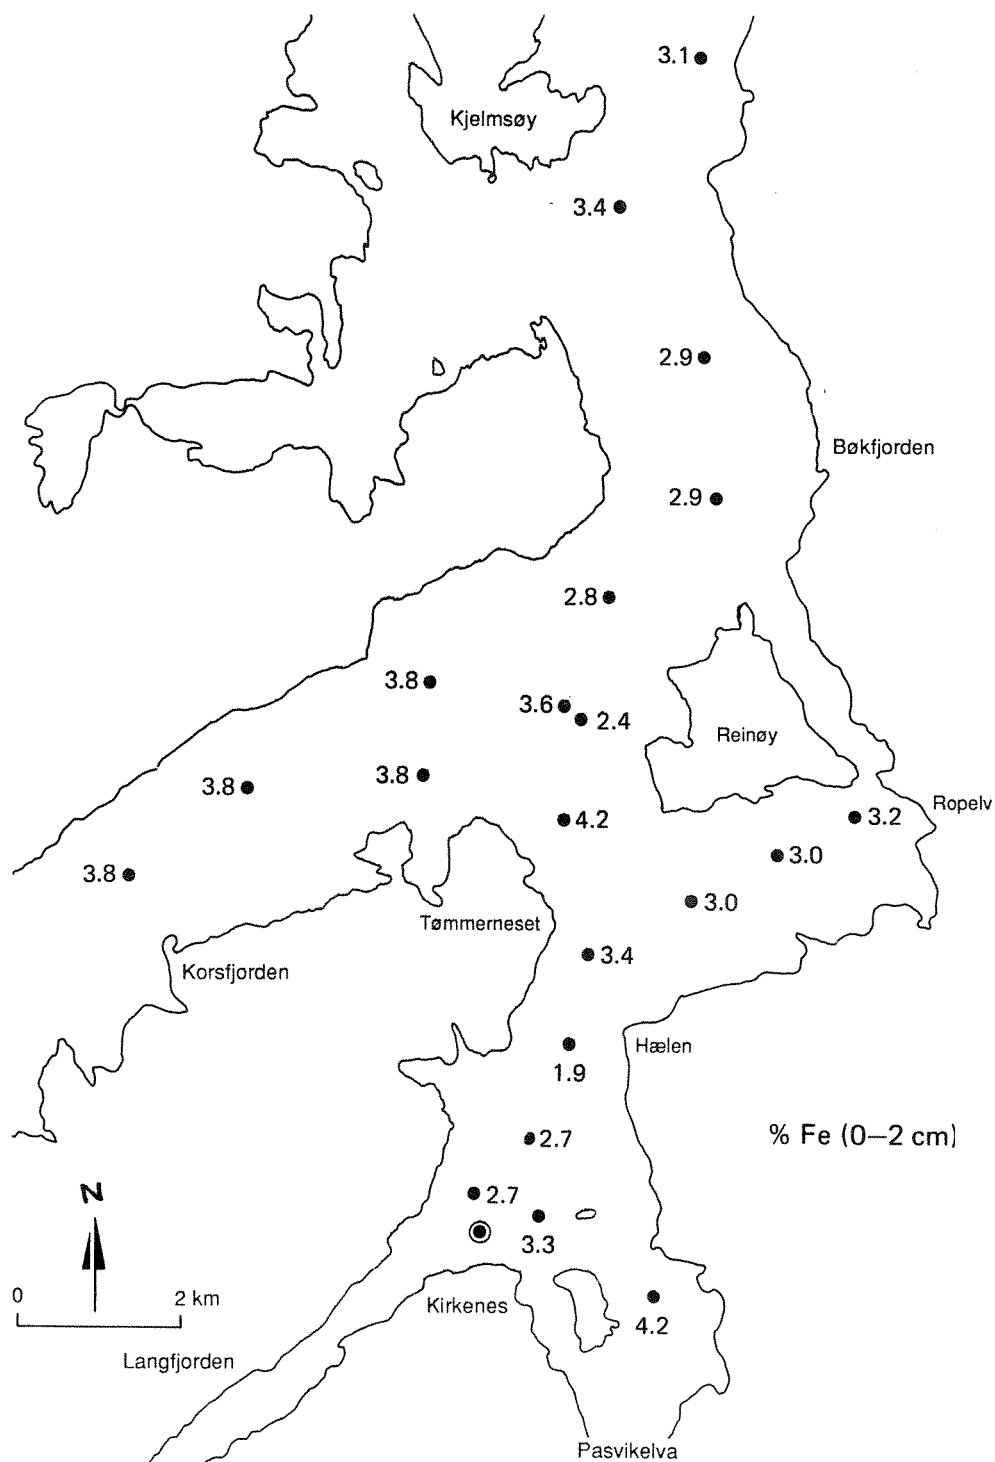 3.1
Kjelmsøy
3.4
2.9
Bøkfjorden
2.9
2.8
3.8
3.6
2.4
Reinøy
3.8
3.8
Ropelv
4.2
3.2
3.0
3.8
3.0
Tømmerneset
3.4
Korsfjorden
Hælen
1.9
% Fe (0–2 cm)
2.7
N
2.7
3.3
0 2 km
Kirkenes
4.2
Langfjorden
Pasvikelva